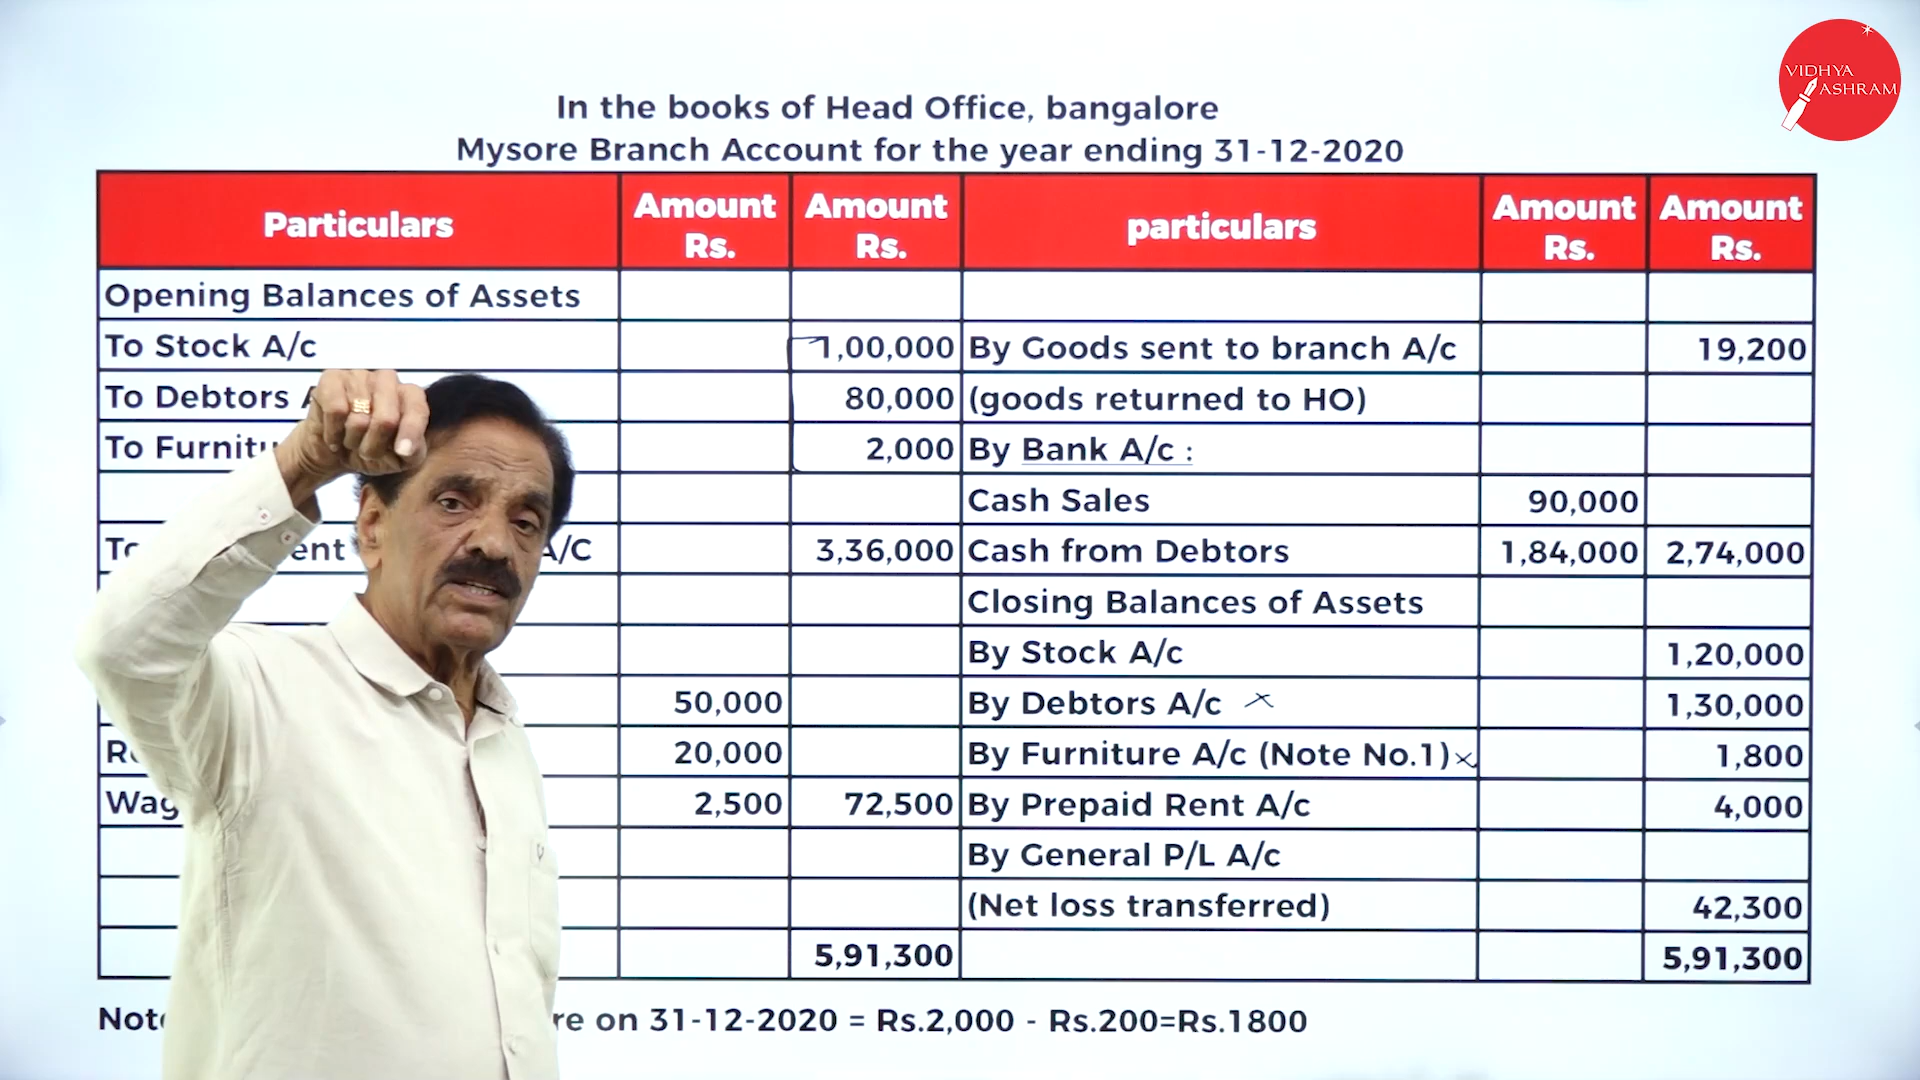 VIDHYA
ASHRAM
In the books of Head Office, bangalore
Mysore Branch Account for the year ending 31-12-2020
Particulars Amount Rs. Amount Rs. particulars Amount Rs. Amount Rs.
Opening Balances of Assets
To Stock A/c 1,00,000 By Goods sent to branch A/c 19,200
To Debtors 80,000 (goods returned to HO)
To 2,000 By Bank A/c :
Cash Sales 90,000
A/C 3,36,000 Cash from Debtors 1,84,000 2,74,000
Closing Balances of Assets
By Stock A/c 1,20,000
50,000 By Debtors A/c 1,30,000
20,000 By Furniture A/c (Note No.1) 1,800
2,500 72,500 By Prepaid Rent A/c 4,000
By General P/L A/c
(Net loss transferred) 42,300
5,91,300 5,91,300
on 31-12-2020 = Rs.2,000 - Rs.200=Rs.1800